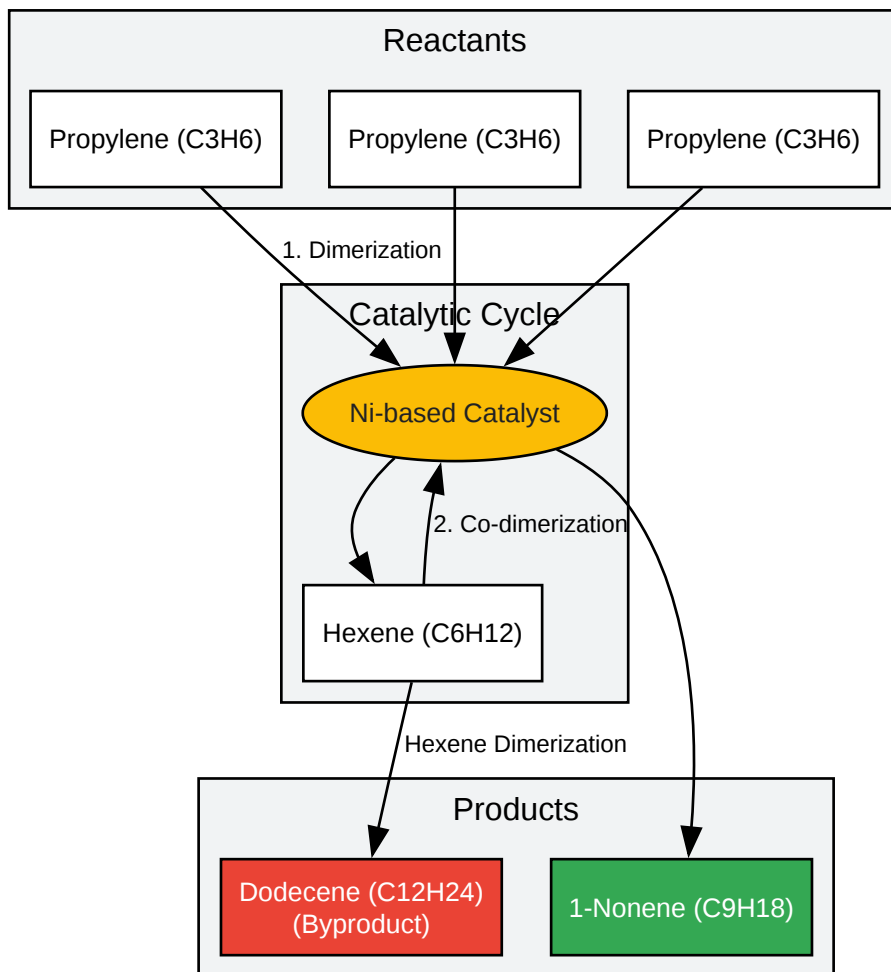 Reactants
Propylene (C3H6)
Propylene (C3H6)
Propylene (C3H6)
1. Dimerization
Catalytic Cycle
Ni-based Catalyst
2. Co-dimerization
Hexene (C6H12)
Hexene Dimerization
Products
Dodecene (C12H24)
(Byproduct)
1-Nonene (C9H18)